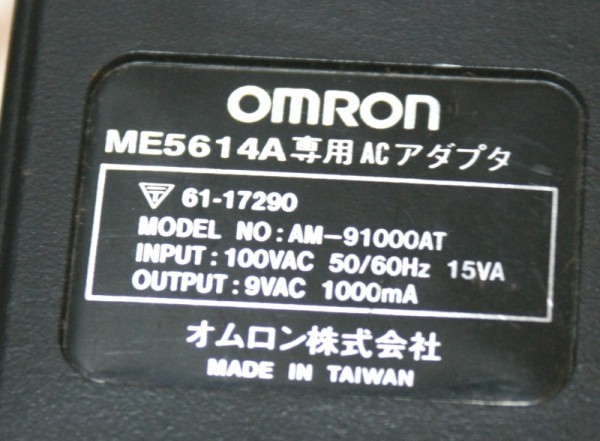 OMRON
ME5614A専用ACアダプタ
61-17290
MODEL NO:AM-91000AT
INPUT:100VAC 50/60Hz 15VA
OUTPUT:9VAC 1000mA
オムロン株式会社
MADE IN TAIWAN